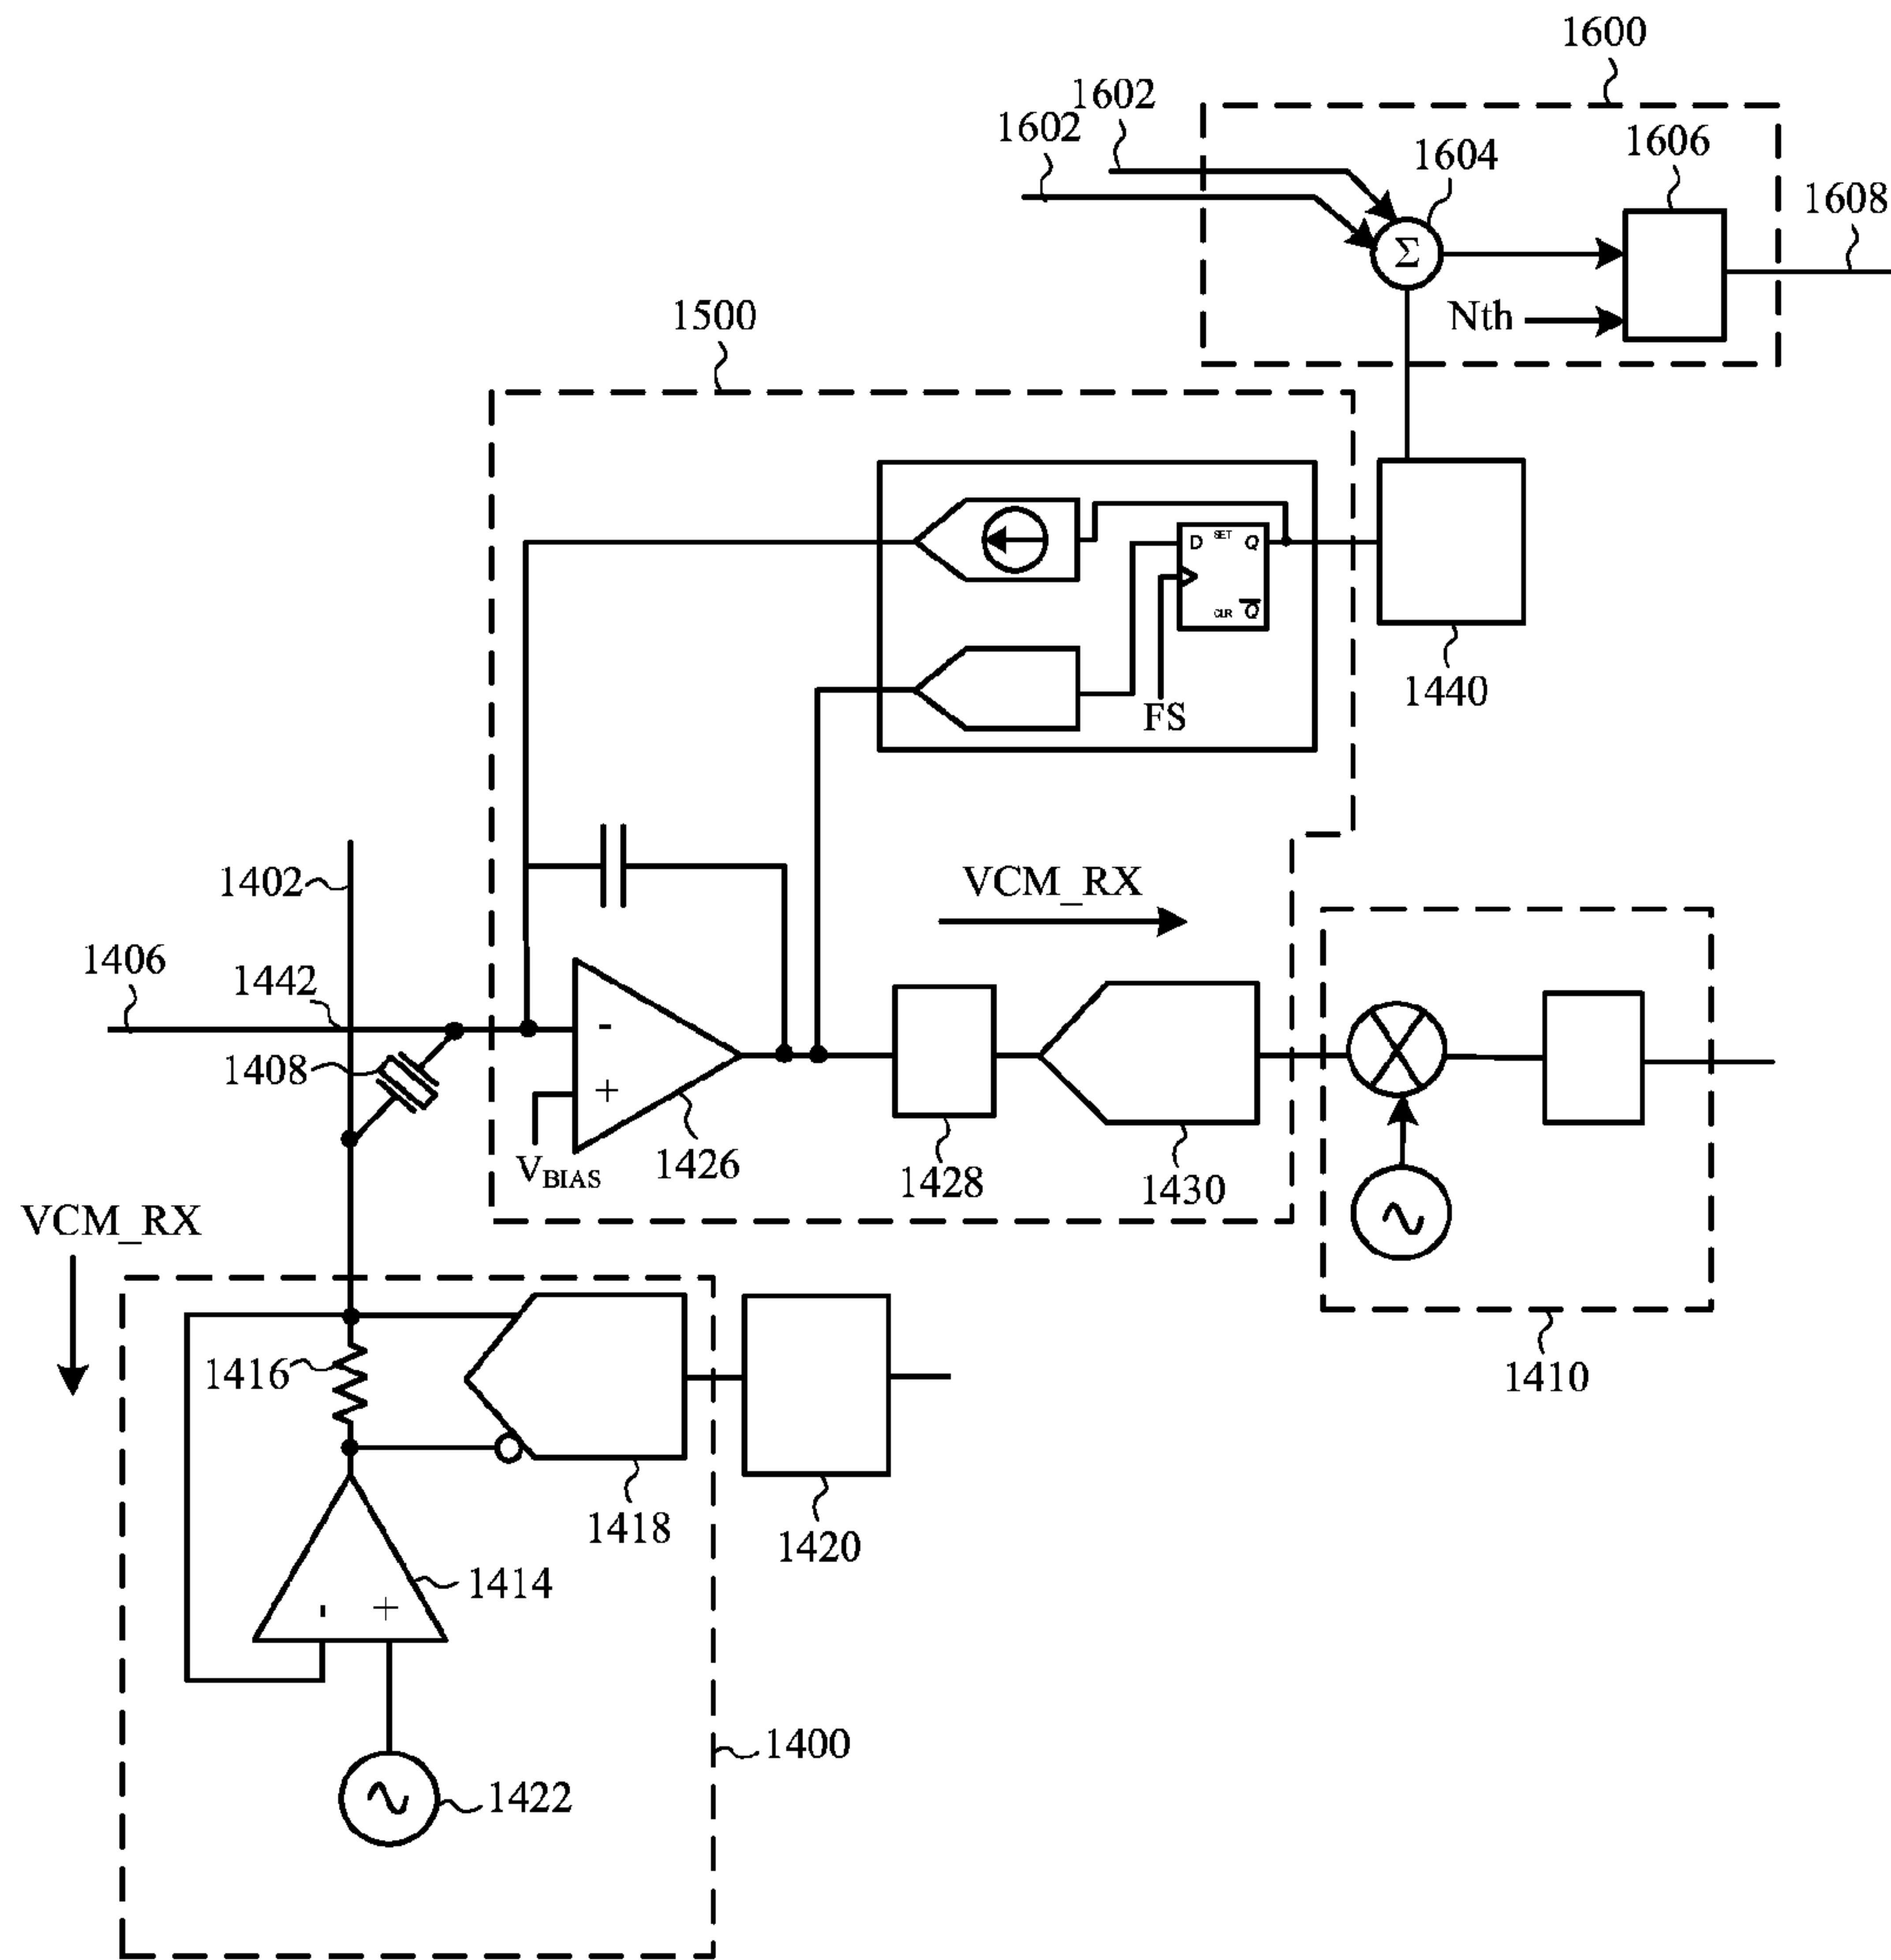 1600
1602
1602
1604
1606
1608
Σ
Nth
1500
D
SET
Q
CLR
Q̅
FS
1440
1402
VCM_RX
1406
1442
1408
-
+
VBIAS
1426
1428
1430
1410
VCM_RX
1416
1418
1420
1414
-
+
1400
1422